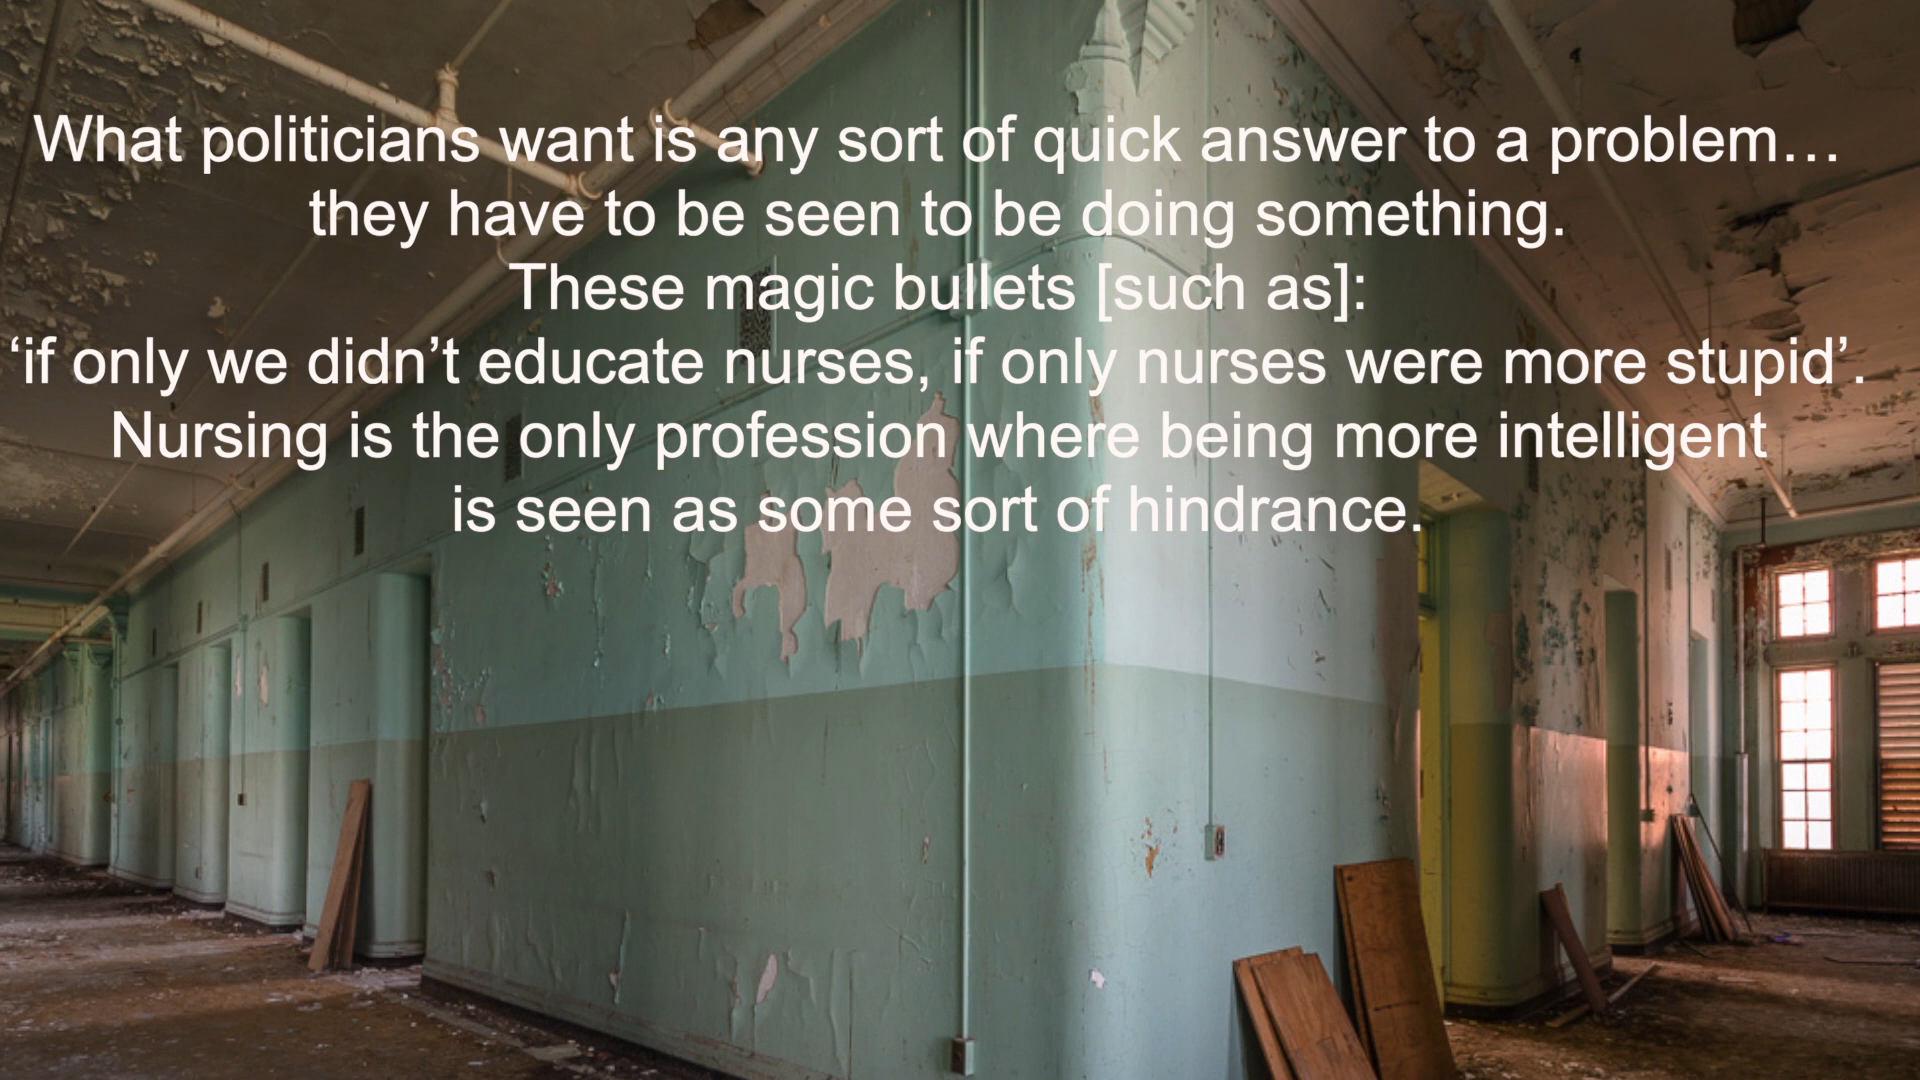 What politicians want is any sort of quick answer to a problem…
they have to be seen to be doing something.
These magic bullets [such as]:
‘if only we didn’t educate nurses, if only nurses were more stupid’.
Nursing is the only profession where being more intelligent
is seen as some sort of hindrance.